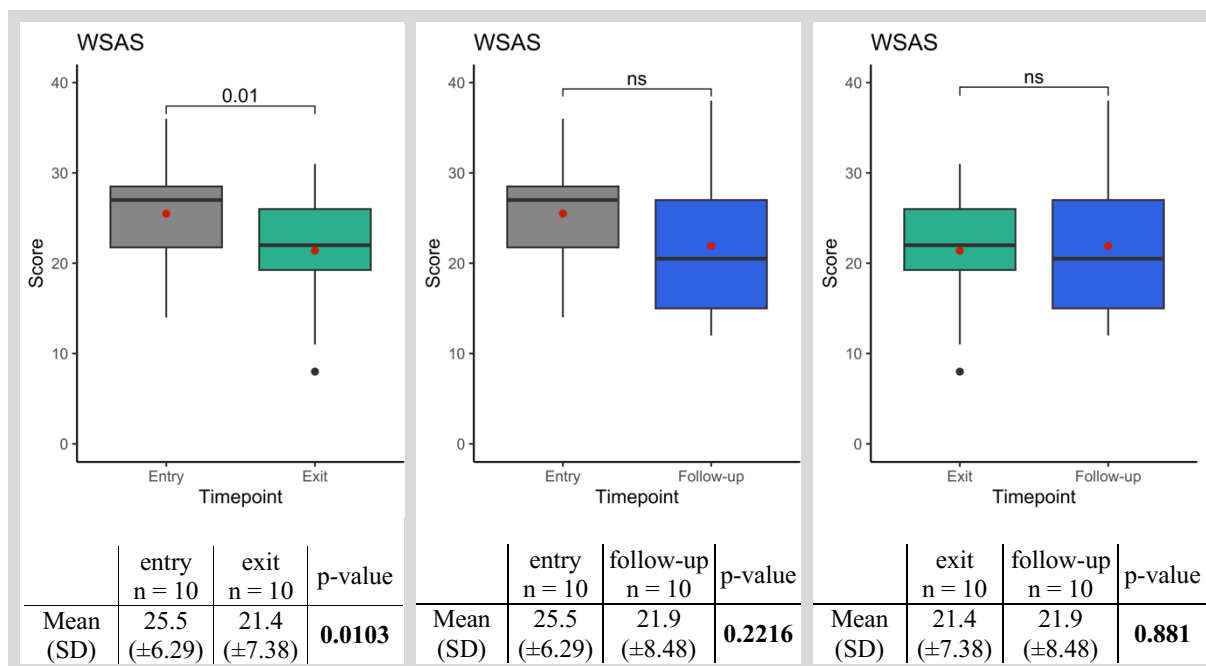 WSAS
0.01
40
30
20
10
0
Score
Entry
Exit
Timepoint
entry
n = 10
exit
n = 10
p-value
Mean
(SD)
25.5
(±6.29)
21.4
(±7.38)
0.0103
WSAS
ns
40
30
20
10
0
Score
Entry
Follow-up
Timepoint
entry
n = 10
follow-up
n = 10
p-value
Mean
(SD)
25.5
(±6.29)
21.9
(±8.48)
0.2216
WSAS
ns
40
30
20
10
0
Score
Exit
Follow-up
Timepoint
exit
n = 10
follow-up
n = 10
p-value
Mean
(SD)
21.4
(±7.38)
21.9
(±8.48)
0.881